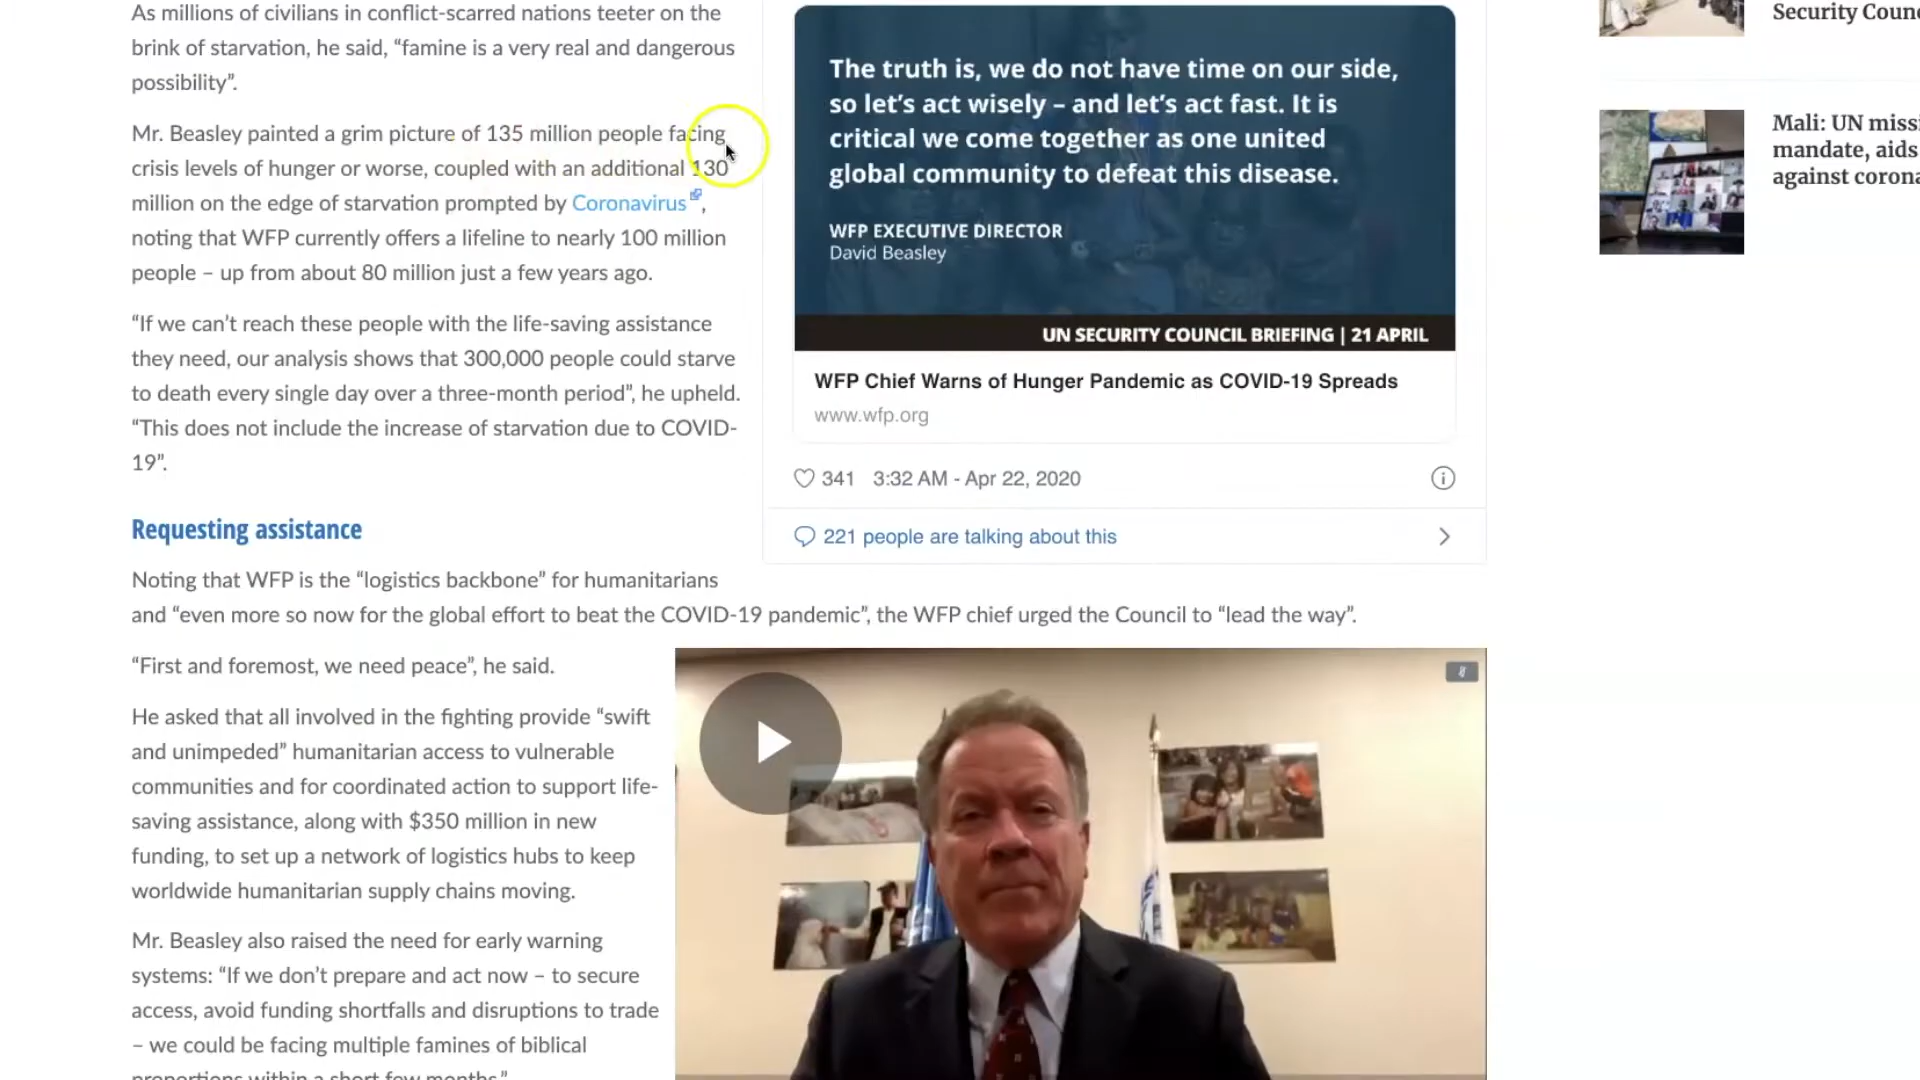 As millions of civilians in conflict-scarred nations teeter on the
brink of starvation, he said, “famine is a very real and dangerous
possibility”.
Mr. Beasley painted a grim picture of 135 million people facing
crisis levels of hunger or worse, coupled with an additional 130
million on the edge of starvation prompted by Coronavirus,
noting that WFP currently offers a lifeline to nearly 100 million
people – up from about 80 million just a few years ago.
“If we can’t reach these people with the life-saving assistance
they need, our analysis shows that 300,000 people could starve
to death every single day over a three-month period”, he upheld.
“This does not include the increase of starvation due to COVID-
19”.
Requesting assistance
Noting that WFP is the “logistics backbone” for humanitarians
and “even more so now for the global effort to beat the COVID-19 pandemic”, the WFP chief urged the Council to “lead the way”.
“First and foremost, we need peace”, he said.
He asked that all involved in the fighting provide “swift
and unimpeded” humanitarian access to vulnerable
communities and for coordinated action to support life-
saving assistance, along with $350 million in new
funding, to set up a network of logistics hubs to keep
worldwide humanitarian supply chains moving.
Mr. Beasley also raised the need for early warning
systems: “If we don’t prepare and act now – to secure
access, avoid funding shortfalls and disruptions to trade
– we could be facing multiple famines of biblical
proportions within a short few months.”
The truth is, we do not have time on our side,
so let’s act wisely – and let’s act fast. It is
critical we come together as one united
global community to defeat this disease.
WFP EXECUTIVE DIRECTOR
David Beasley
UN SECURITY COUNCIL BRIEFING | 21 APRIL
WFP Chief Warns of Hunger Pandemic as COVID-19 Spreads
www.wfp.org
341 3:32 AM - Apr 22, 2020
221 people are talking about this
Security Counc
Mali: UN missi
mandate, aids
against corona